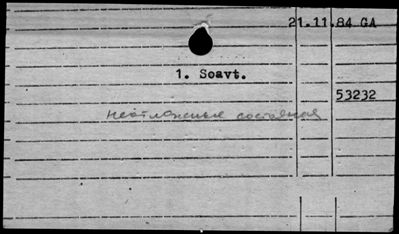 21.11.84 GA
1. Soavt.
53232
неотложные состояния